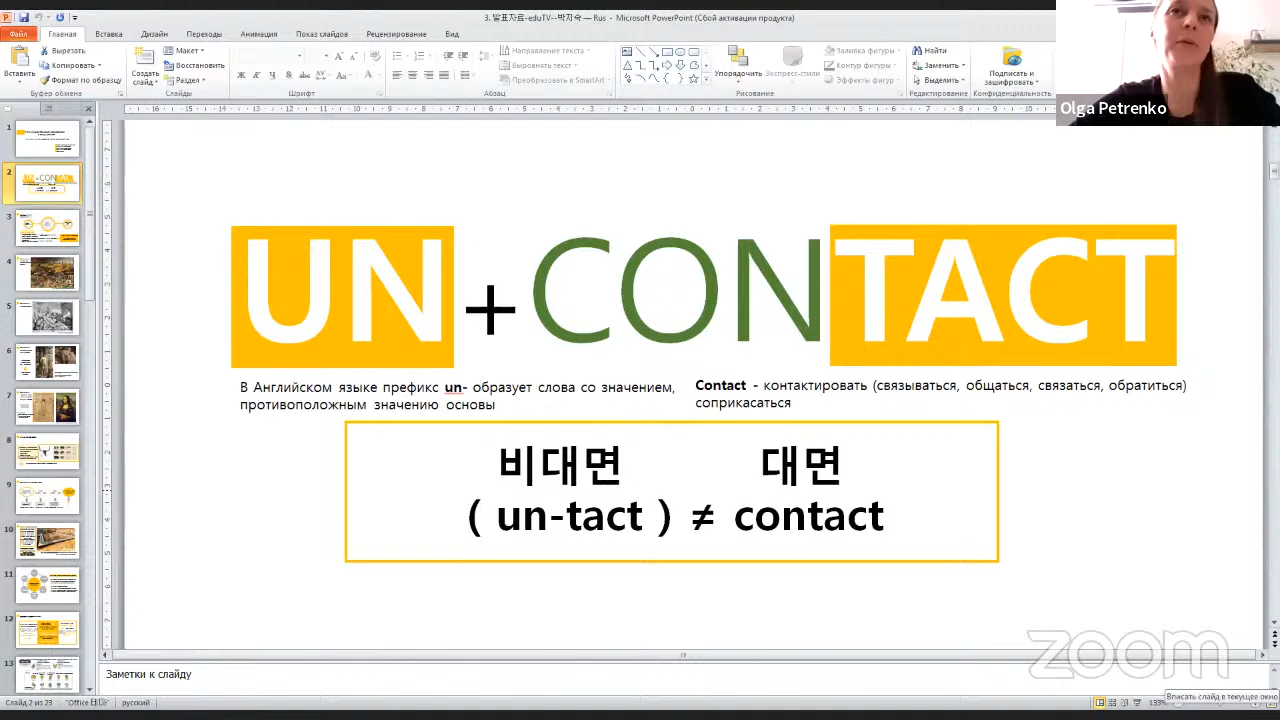 3. 발표자료-eduTV--박지숙 — Rus - Microsoft PowerPoint (Сбой активации продукта)
Файл Главная Вставка Дизайн Переходы Анимация Показ слайдов Рецензирование Вид
Вставить
Вырезать
Копировать
Формат по образцу
Буфер обмена
Создать слайд
Макет
Восстановить
Раздел
Слайды
Шрифт
Направление текста
Выровнять текст
Преобразовать в SmartArt
Абзац
Упорядочить
Экспресс-стили
Заливка фигуры
Контур фигуры
Эффекты фигур
Рисование
Найти
Заменить
Выделить
Редактирование
Подписать и зашифровать
Конфиденциальность
Olga Petrenko
UN + CONTACT
В Английском языке префикс un- образует слова со значением,
противоположным значению основы
Contact - контактировать (связываться, общаться, связаться, обратиться)
соприкасаться
비대면 대면
( un-tact ) ≠ contact
zoom
Заметки к слайду
Вписать слайд в текущее окно
Слайд 2 из 23 "Office 테마" русский 133%